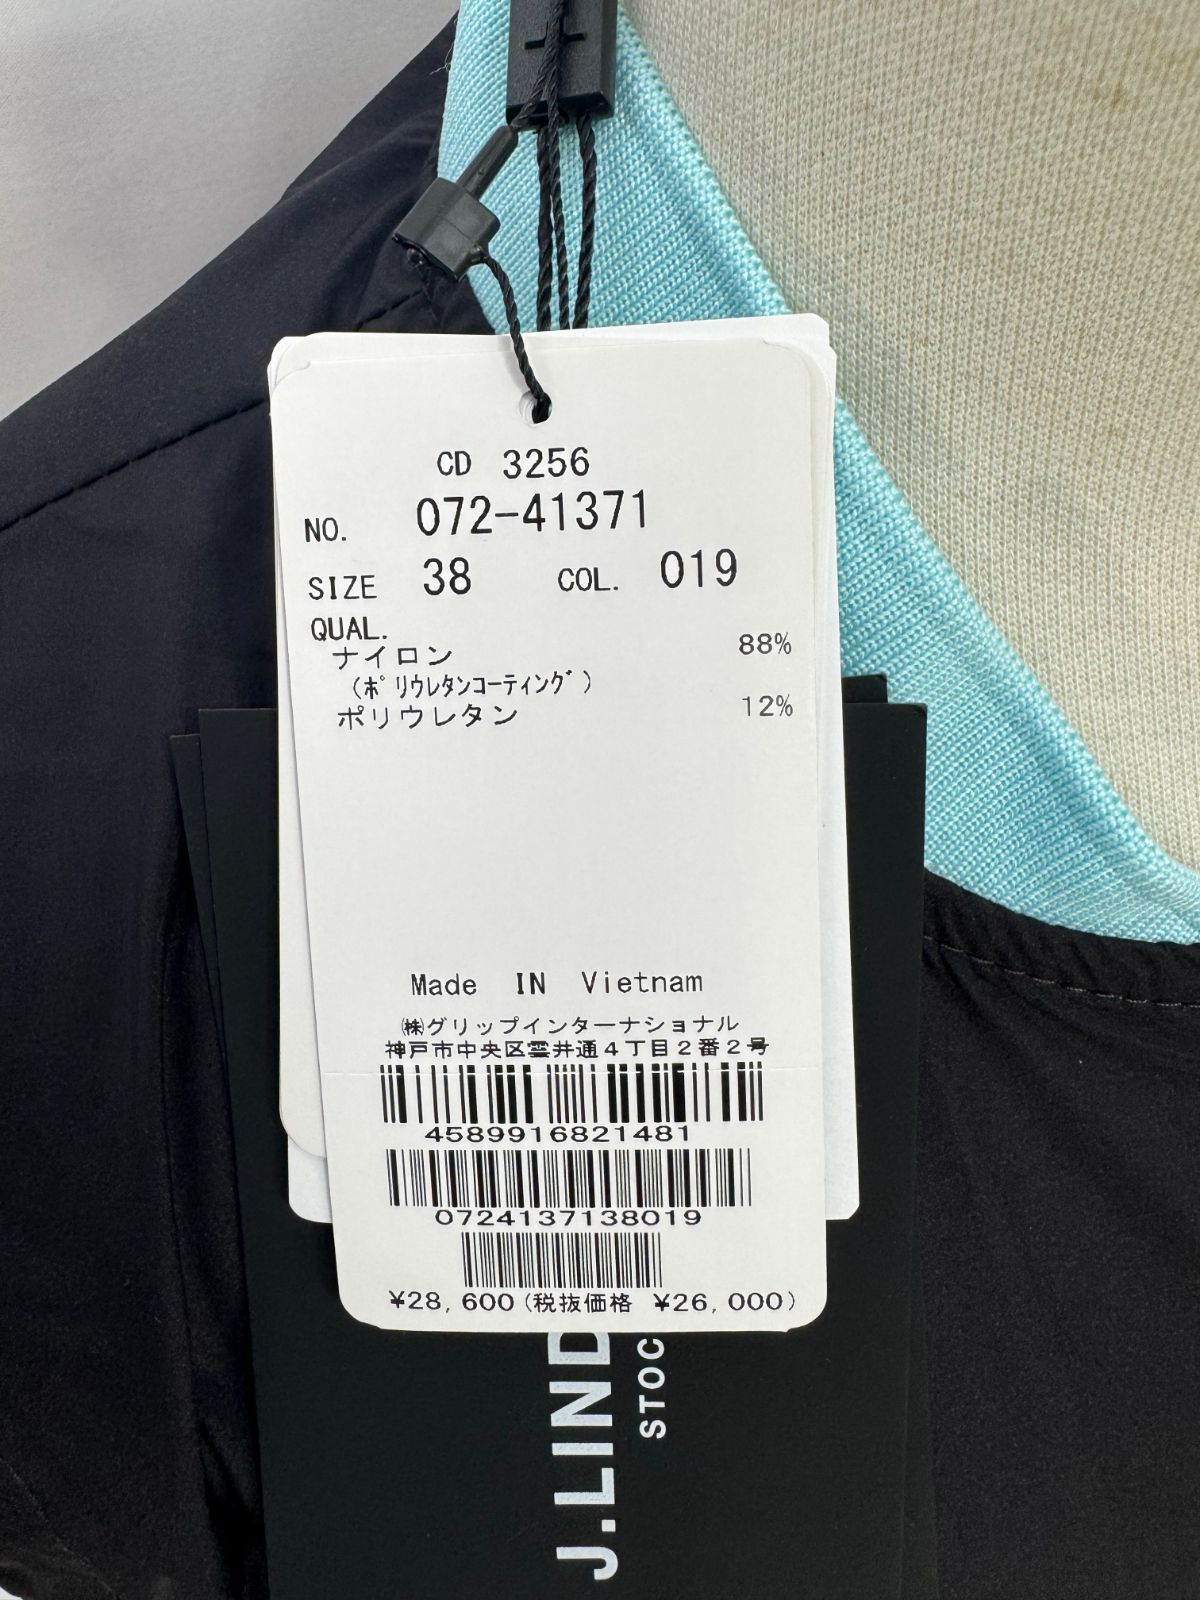 CD 3256
NO. 072-41371
SIZE 38 COL. 019
QUAL.
ナイロン 88%
(ポリウレタンコーティング)
ポリウレタン 12%
Made IN Vietnam
㈱グリップインターナショナル
神戸市中央区雲井通4丁目2番2号
4589916821481
0724137138019
¥28,600(税抜価格 ¥26,000)
J.LIND
STOC